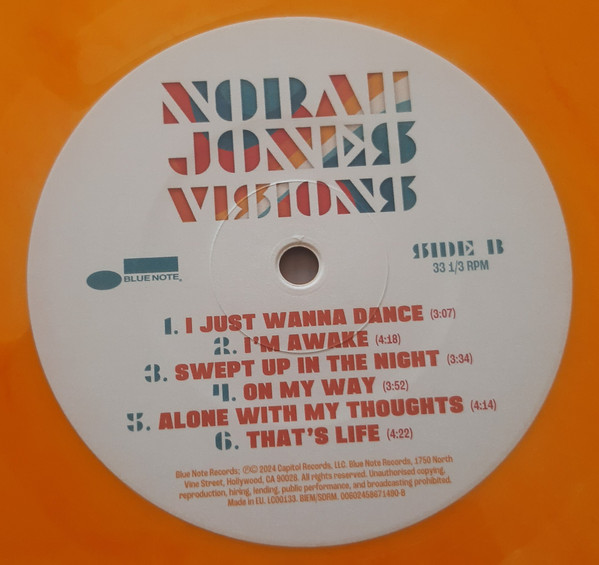 NORAH
JONES
VISIONS
BLUE NOTE
SIDE B
33 1/3 RPM
1. I JUST WANNA DANCE (3:07)
2. I'M AWAKE (4:18)
3. SWEPT UP IN THE NIGHT (3:34)
4. ON MY WAY (3:52)
5. ALONE WITH MY THOUGHTS (4:14)
6. THAT'S LIFE (4:22)
Blue Note Records; ℗© 2024 Capitol Records, LLC. Blue Note Records, 1750 North
Vine Street, Hollywood, CA 90028. All rights reserved. Unauthorised copying,
reproduction, hiring, lending, public performance, and broadcasting prohibited.
Made in EU. LC00133. BIEM/SDRM. 00602458671490-B